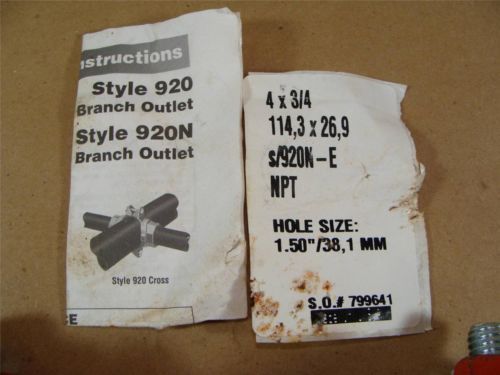 nstructions
Style 920
Branch Outlet
Style 920N
Branch Outlet
Style 920 Cross
CE
4 x 3/4
114,3 x 26,9
s/920N-E
NPT
HOLE SIZE:
1.50"/38,1 MM
S.O.# 799641